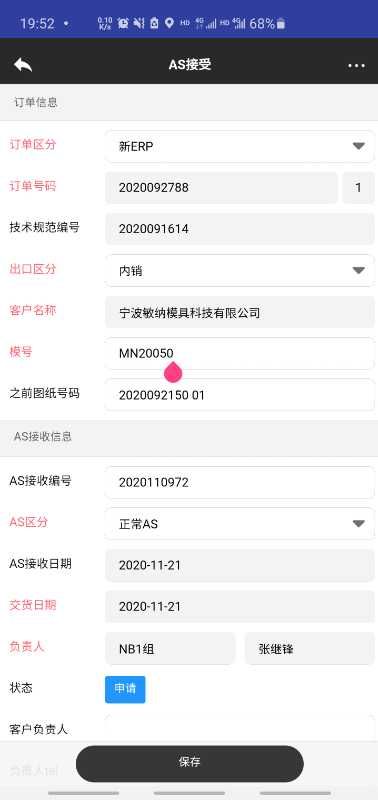 19:52 • 0.10 K/s HD 4G HD 4G 68%
AS接受
订单信息
订单区分 新ERP
订单号码 2020092788 1
技术规范编号 2020091614
出口区分 内销
客户名称 宁波敏纳模具科技有限公司
模号 MN20050
之前图纸号码 2020092150 01
AS接收信息
AS接收编号 2020110972
AS区分 正常AS
AS接收日期 2020-11-21
交货日期 2020-11-21
负责人 NB1组 张继锋
状态 申请
客户负责人
保存
负责人tel